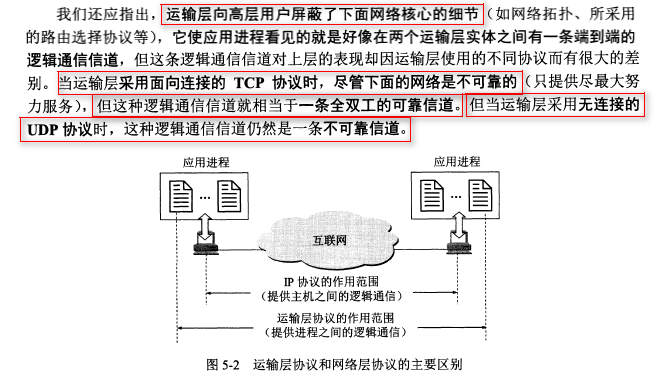 我们还应指出，运输层向高层用户屏蔽了下面网络核心的细节（如网络拓扑、所采用
的路由选择协议等），它使应用进程看见的就是好像在两个运输层实体之间有一条端到端的
逻辑通信信道，但这条逻辑通信信道对上层的表现却因运输层使用的不同协议而有很大的差
别。当运输层采用面向连接的 TCP 协议时，尽管下面的网络是不可靠的（只提供尽最大努
力服务），但这种逻辑通信信道就相当于一条全双工的可靠信道。但当运输层采用无连接的
UDP 协议时，这种逻辑通信信道仍然是一条不可靠信道。
应用进程 应用进程
… …
互联网
IP 协议的作用范围
（提供主机之间的逻辑通信）
运输层协议的作用范围
（提供进程之间的逻辑通信）
图 5-2 运输层协议和网络层协议的主要区别